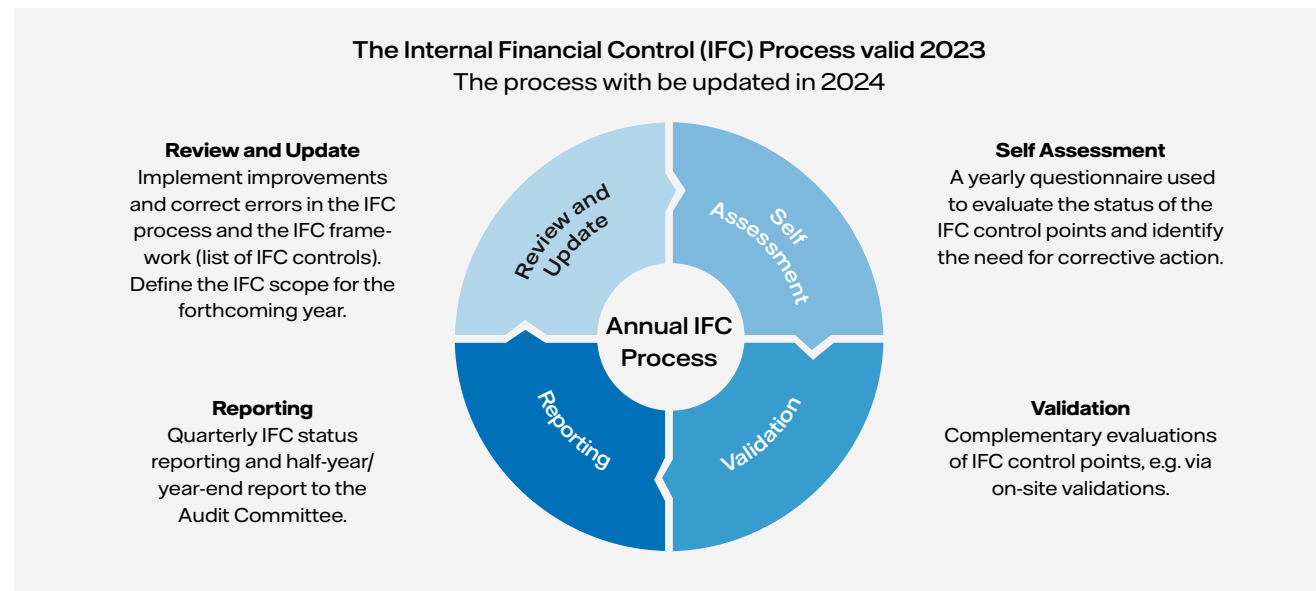 The Internal Financial Control (IFC) Process valid 2023
The process with be updated in 2024
Review and Update
Implement improvements
and correct errors in the IFC
process and the IFC frame-
work (list of IFC controls).
Define the IFC scope for the
forthcoming year.
Self Assessment
A yearly questionnaire used
to evaluate the status of the
IFC control points and identify
the need for corrective action.
Review and
Update
Self
Assessment
Annual IFC
Process
Reporting
Validation
Reporting
Quarterly IFC status
reporting and half-year/
year-end report to the
Audit Committee.
Validation
Complementary evaluations
of IFC control points, e.g. via
on-site validations.